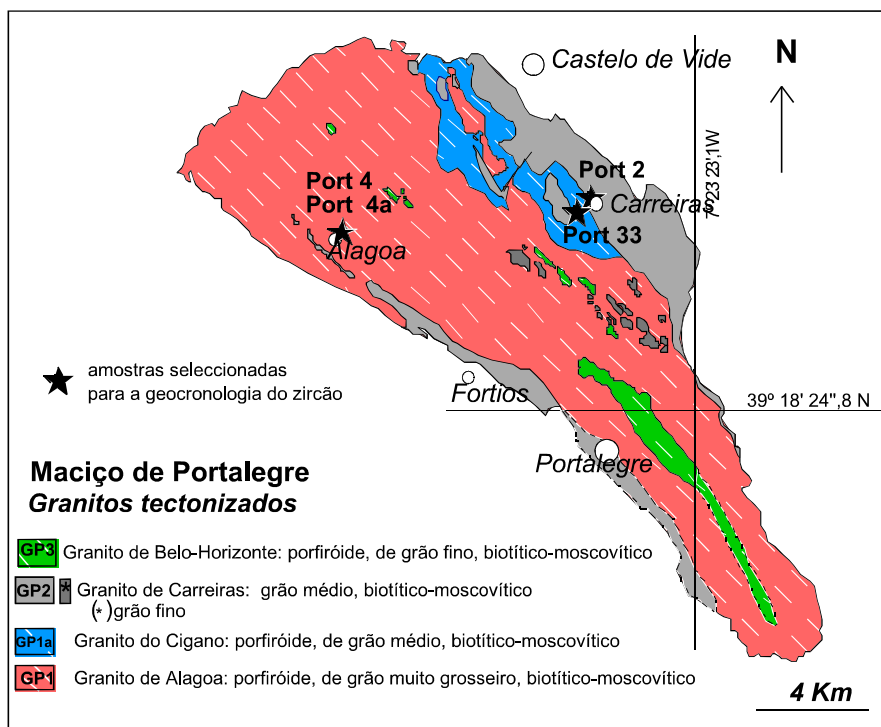 Castelo de Vide
N
Port 2
Carreiras
7º23 23',1W
Port 33
Port 4
Port 4a
Alagoa
amostras seleccionadas
para a geocronologia do zircão
Fortios
39º 18' 24",8 N
Portalegre
Maciço de Portalegre
Granitos tectonizados
GP3 Granito de Belo-Horizonte: porfiróide, de grão fino, biotítico-moscovítico
GP2 * Granito de Carreiras: grão médio, biotítico-moscovítico
(*) grão fino
GP1a Granito do Cigano: porfiróide, de grão médio, biotítico-moscovítico
GP1 Granito de Alagoa: porfiróide, de grão muito grosseiro, biotítico-moscovítico
4 Km